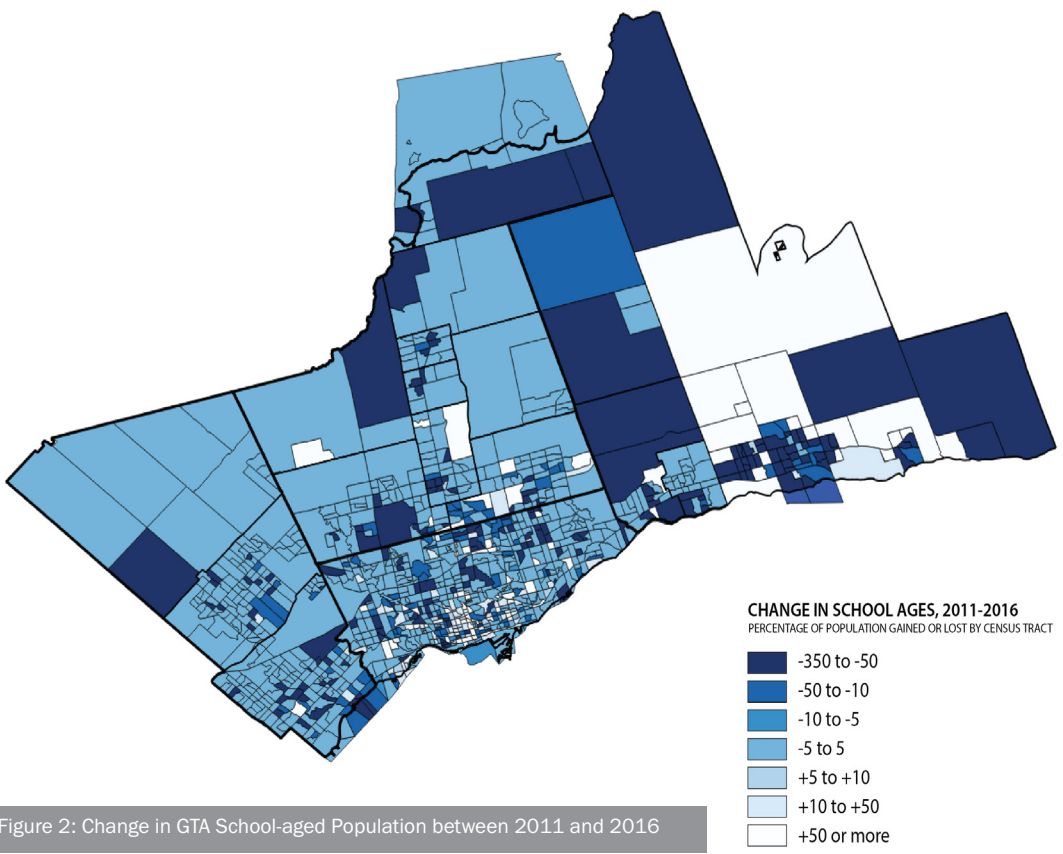 CHANGE IN SCHOOL AGES, 2011-2016
PERCENTAGE OF POPULATION GAINED OR LOST BY CENSUS TRACT
-350 to -50
-50 to -10
-10 to -5
-5 to 5
+5 to +10
+10 to +50
+50 or more
Figure 2: Change in GTA School-aged Population between 2011 and 2016